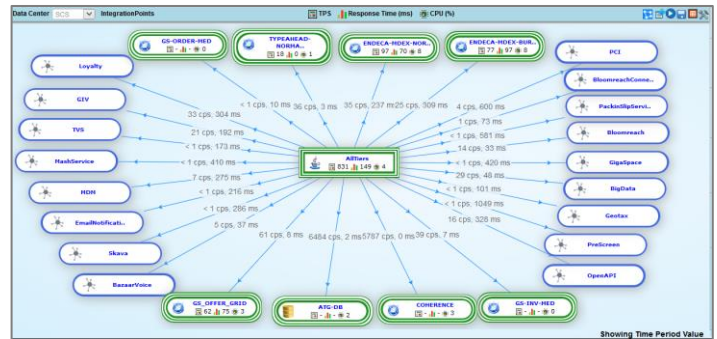 Data Center SCS IntegrationPoints TPS Response Time (ms) CPU (%)
GS-ORDER-MED
- - 0
TYPEAHEAD-NORMA..
18 0 1
ENDECA-MDEX-NOR..
97 70 8
ENDECA-MDEX-BUR..
77 97 8
Loyalty
PCI
GIV
BloomreachConne..
TVS
PackinSlipServi..
HashService
Bloomreach
MDN
GigaSpace
EmailNotificati..
BigData
Skava
Geotax
BazaarVoice
PreScreen
OpenAPI
AllTiers
831 149 4
< 1 cps, 10 ms
36 cps, 3 ms
35 cps, 237 ms
25 cps, 309 ms
4 cps, 600 ms
33 cps, 304 ms
1 cps, 73 ms
21 cps, 192 ms
< 1 cps, 581 ms
< 1 cps, 173 ms
14 cps, 33 ms
< 1 cps, 410 ms
< 1 cps, 420 ms
7 cps, 275 ms
29 cps, 48 ms
< 1 cps, 216 ms
< 1 cps, 101 ms
< 1 cps, 286 ms
< 1 cps, 1049 ms
5 cps, 37 ms
16 cps, 328 ms
61 cps, 8 ms
6484 cps, 2 ms
5787 cps, 0 ms
39 cps, 7 ms
GS_OFFER_GRID
62 75 3
ATG-DB
- - 2
COHERENCE
- - 3
GS-INV-MED
- - 0
Showing Time Period Value